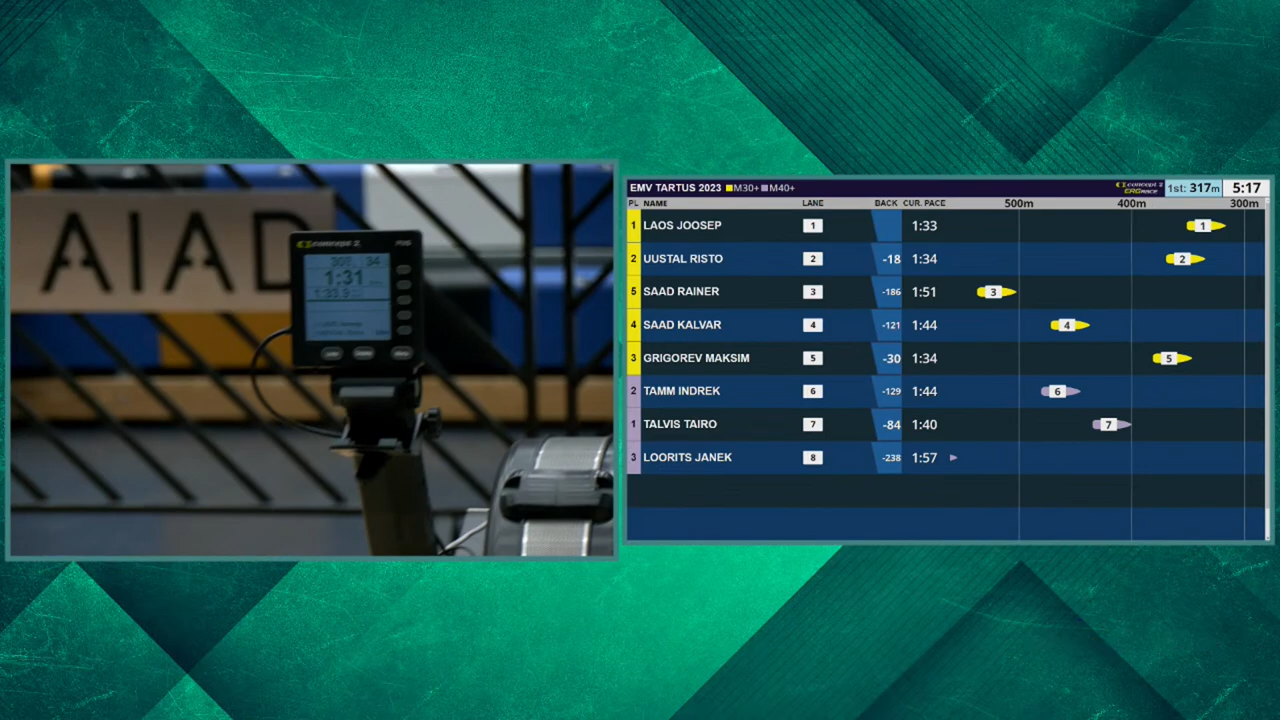 AIAD
concept 2
1:31
EMV TARTUS 2023 M30+ M40+
concept 2
ERGRACE
1st: 317m 5:17
PL NAME LANE BACK CUR. PACE 500m 400m 300m
1 LAOS JOOSEP 1 1:33 1
2 UUSTAL RISTO 2 -18 1:34 2
5 SAAD RAINER 3 -186 1:51 3
4 SAAD KALVAR 4 -121 1:44 4
3 GRIGOREV MAKSIM 5 -30 1:34 5
2 TAMM INDREK 6 -129 1:44 6
1 TALVIS TAIRO 7 -84 1:40 7
3 LOORITS JANEK 8 -238 1:57